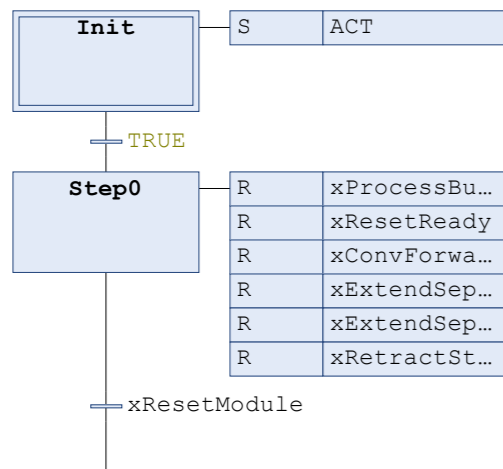 Init S ACT
TRUE
Step0 R xProcessBu...
R xResetReady
R xConvForwa...
R xExtendSep...
R xExtendSep...
R xRetractSt...
xResetModule